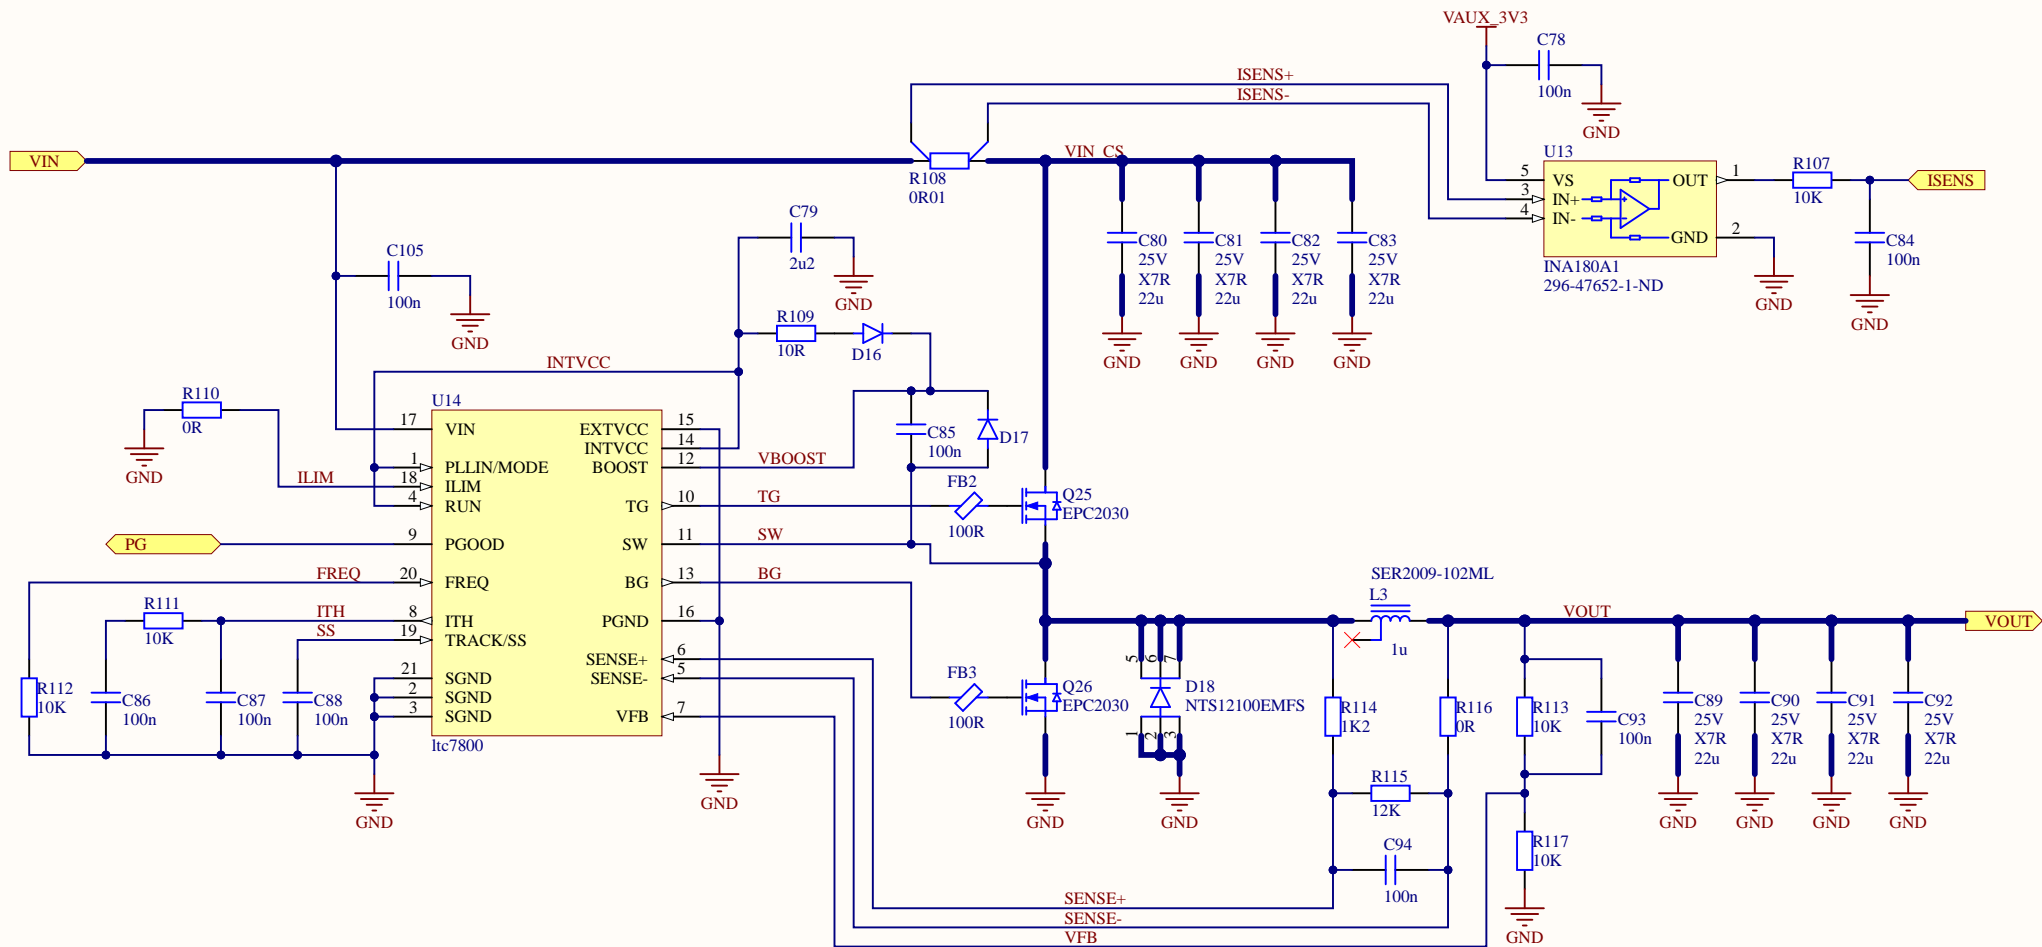 VAUX_3V3
C78
100n
GND
ISENS+
ISENS-
VIN
VIN_CS
R108
0R01
U13
5
VS
3
IN+
4
IN-
OUT
1
GND
2
INA180A1
296-47652-1-ND
R107
10K
ISENS
C84
100n
GND
GND
C79
2u2
GND
C105
100n
GND
C80
25V
X7R
22u
GND
C81
25V
X7R
22u
GND
C82
25V
X7R
22u
GND
C83
25V
X7R
22u
GND
R109
10R
D16
INTVCC
R110
0R
GND
ILIM
U14
17
VIN
1
PLLIN/MODE
18
ILIM
4
RUN
9
PGOOD
20
FREQ
8
ITH
19
TRACK/SS
21
SGND
2
SGND
3
SGND
EXTVCC
15
INTVCC
14
BOOST
12
TG
10
SW
11
BG
13
PGND
16
SENSE+
6
SENSE-
5
VFB
7
ltc7800
PG
FREQ
ITH
SS
R111
10K
R112
10K
C86
100n
C87
100n
C88
100n
GND
GND
VBOOST
C85
100n
D17
TG
FB2
100R
Q25
EPC2030
SW
BG
FB3
100R
Q26
EPC2030
GND
5
6
7
1
2
3
D18
NTS12100EMFS
GND
SER2009-102ML
L3
1u
VOUT
VOUT
R114
1K2
R116
0R
R115
12K
C94
100n
R113
10K
C93
100n
R117
10K
GND
C89
25V
X7R
22u
GND
C90
25V
X7R
22u
GND
C91
25V
X7R
22u
GND
C92
25V
X7R
22u
GND
SENSE+
SENSE-
VFB